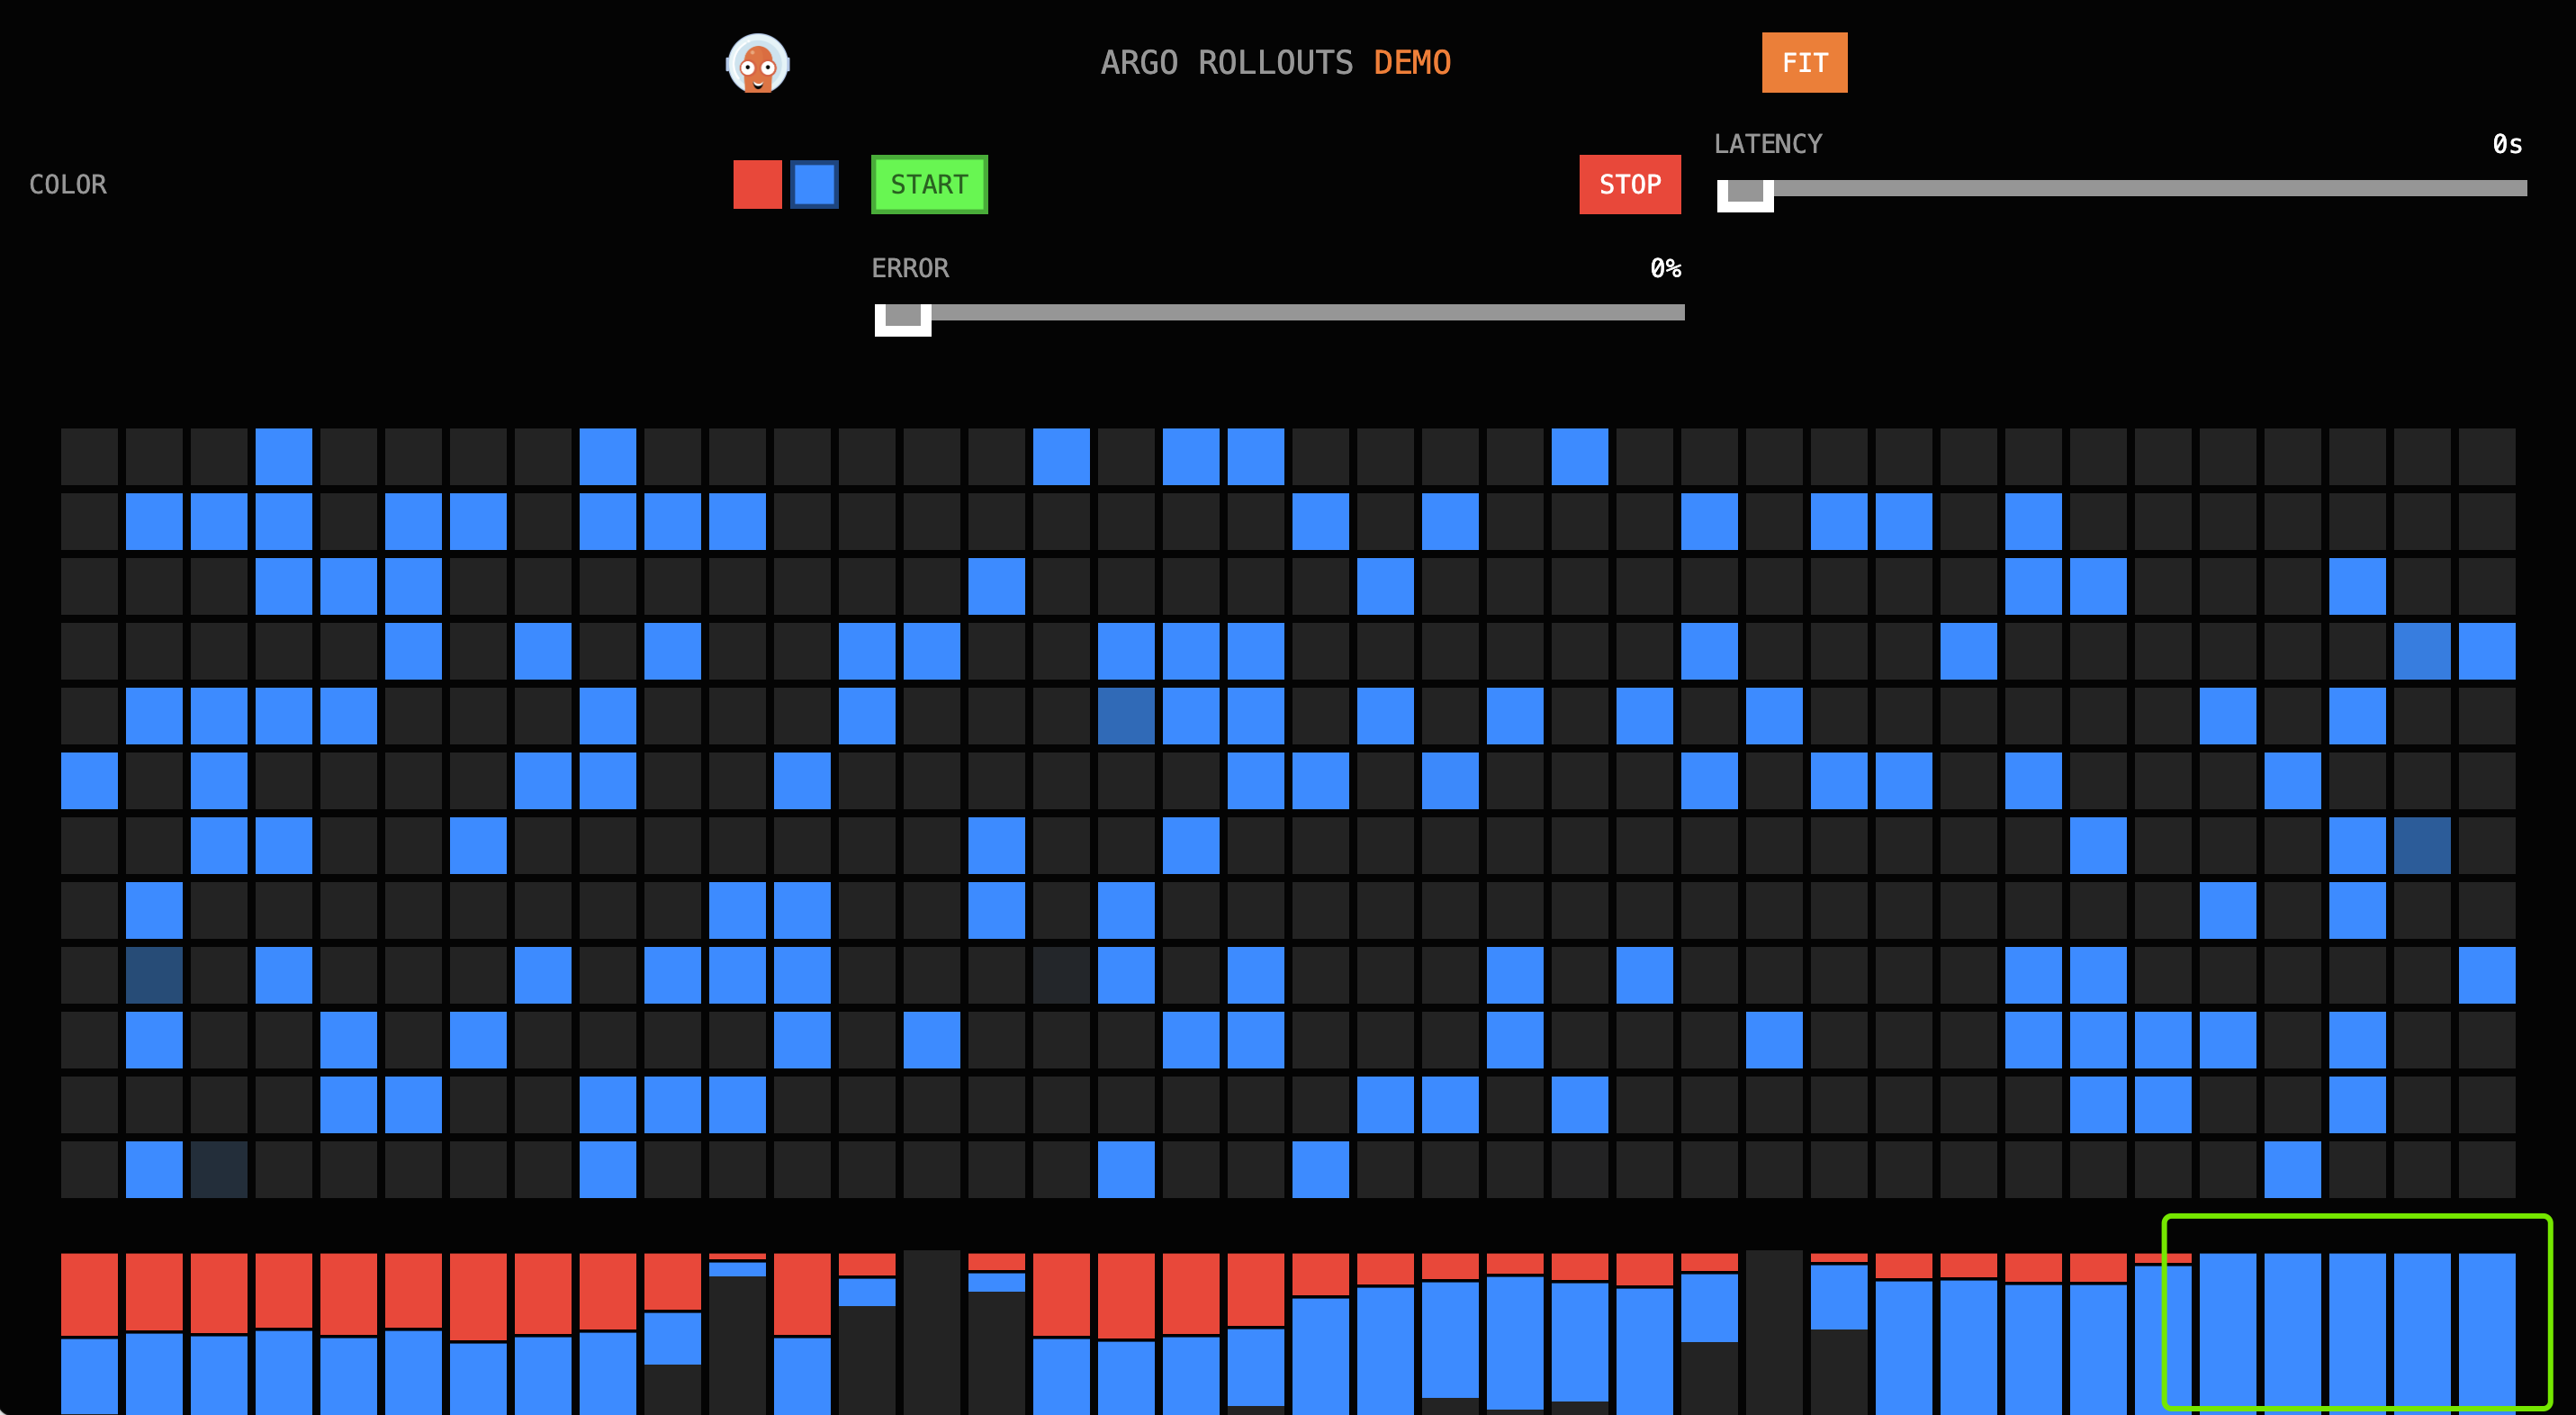 ARGO ROLLOUTS DEMO
FIT
COLOR
START
STOP
LATENCY 0s
ERROR 0%